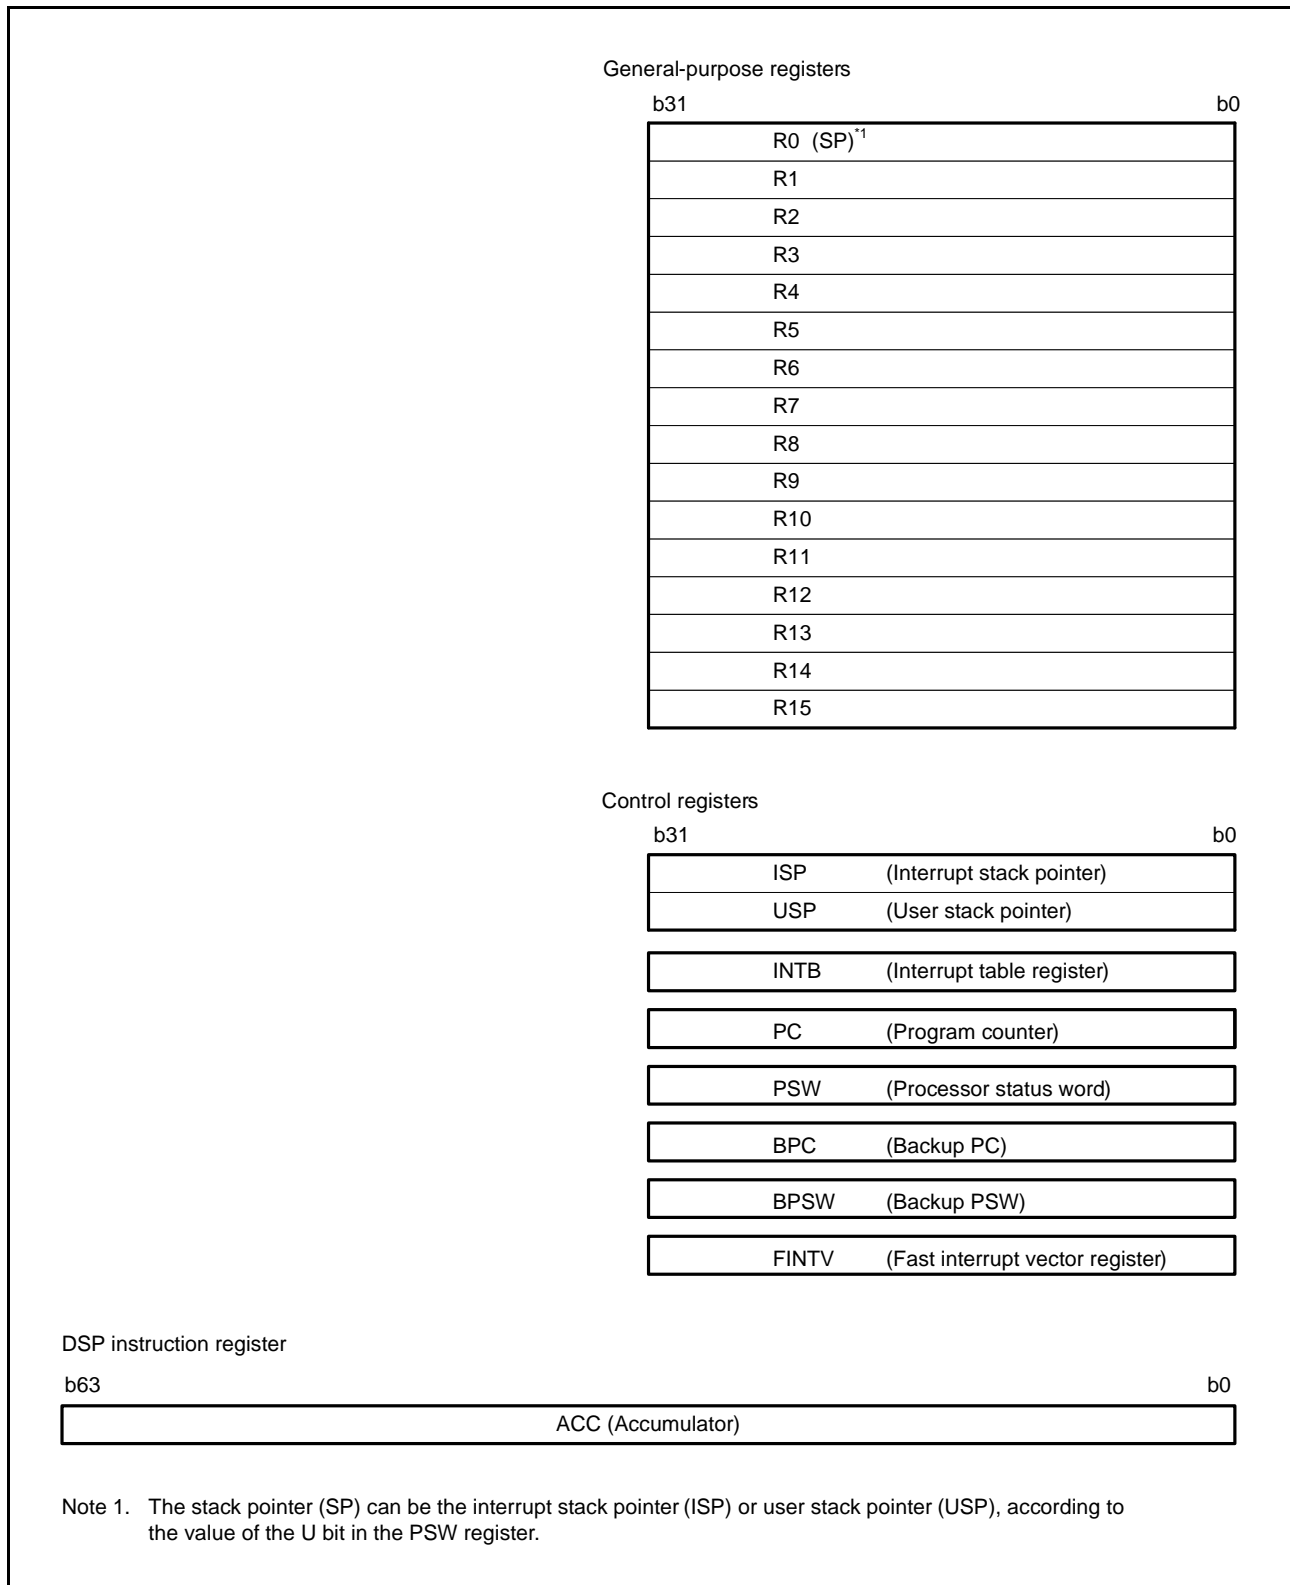 General-purpose registers
b31 b0
R0 (SP)*1
R1
R2
R3
R4
R5
R6
R7
R8
R9
R10
R11
R12
R13
R14
R15
Control registers
b31 b0
ISP (Interrupt stack pointer)
USP (User stack pointer)
INTB (Interrupt table register)
PC (Program counter)
PSW (Processor status word)
BPC (Backup PC)
BPSW (Backup PSW)
FINTV (Fast interrupt vector register)
DSP instruction register
b63 b0
ACC (Accumulator)
Note 1. The stack pointer (SP) can be the interrupt stack pointer (ISP) or user stack pointer (USP), according to
the value of the U bit in the PSW register.